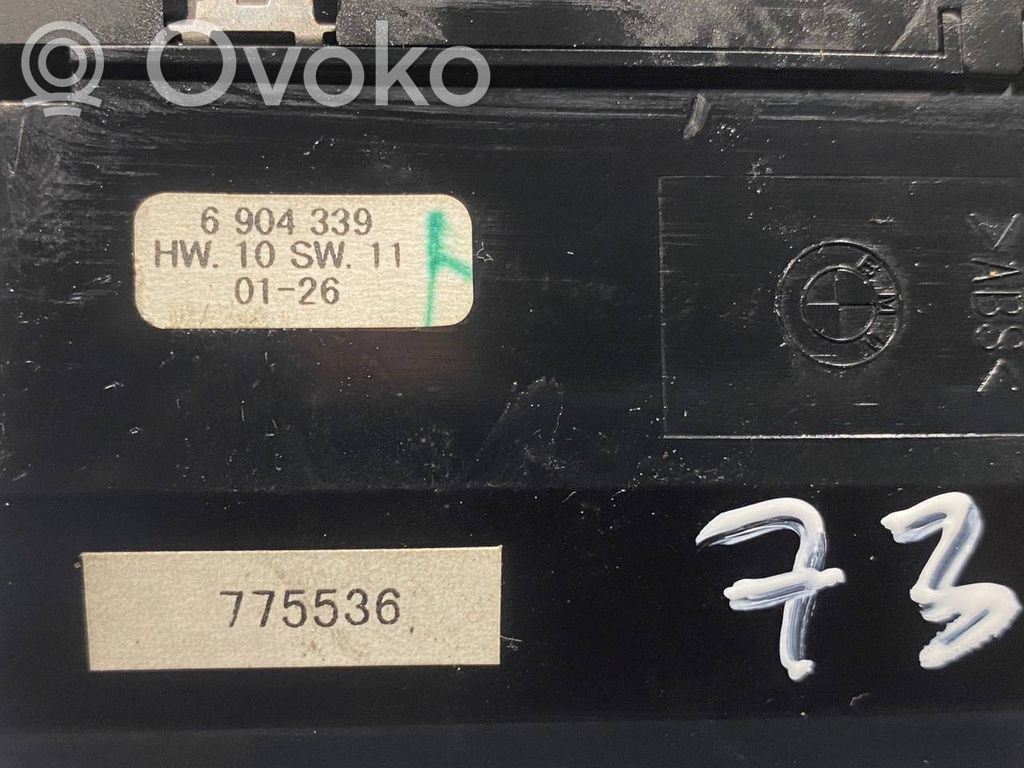 Ovoko
6 904 339
HW. 10 SW. 11
01-26
BMW
>ABS<
775536
73